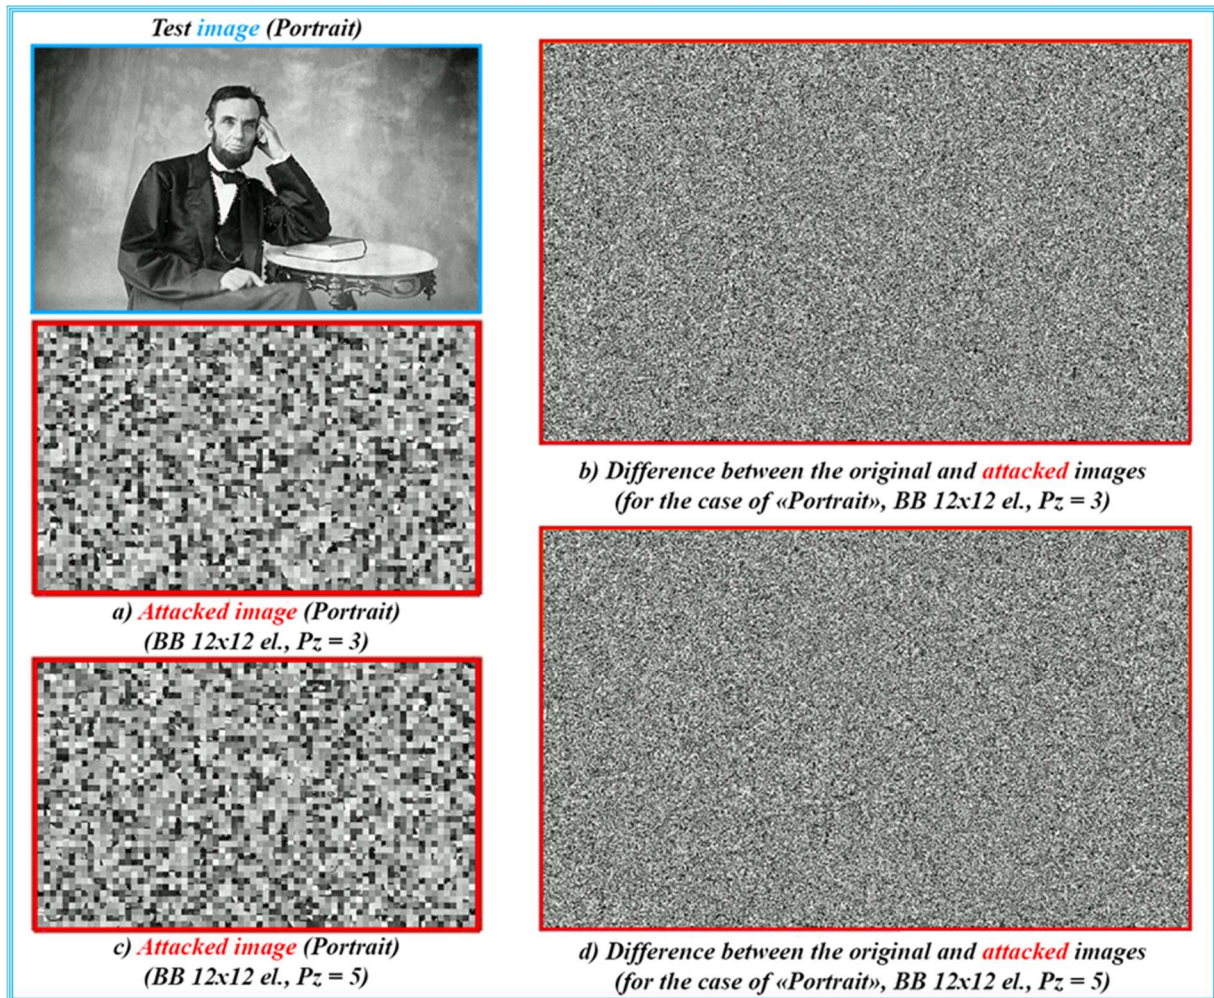 Test image (Portrait)
a) Attacked image (Portrait)
(BB 12x12 el., Pz = 3)
b) Difference between the original and attacked images
(for the case of «Portrait», BB 12x12 el., Pz = 3)
c) Attacked image (Portrait)
(BB 12x12 el., Pz = 5)
d) Difference between the original and attacked images
(for the case of «Portrait», BB 12x12 el., Pz = 5)